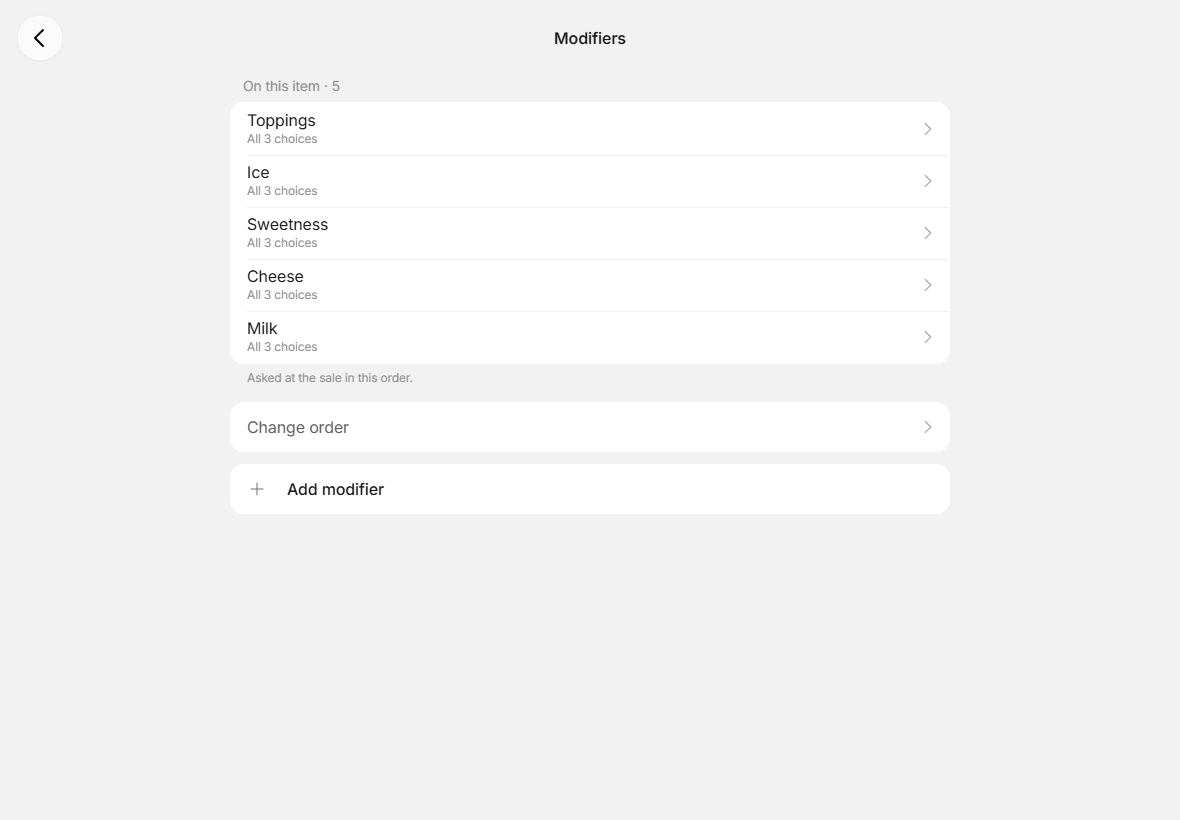 Modifiers
On this item · 5
Toppings
All 3 choices
Ice
All 3 choices
Sweetness
All 3 choices
Cheese
All 3 choices
Milk
All 3 choices
Asked at the sale in this order.
Change order
Add modifier